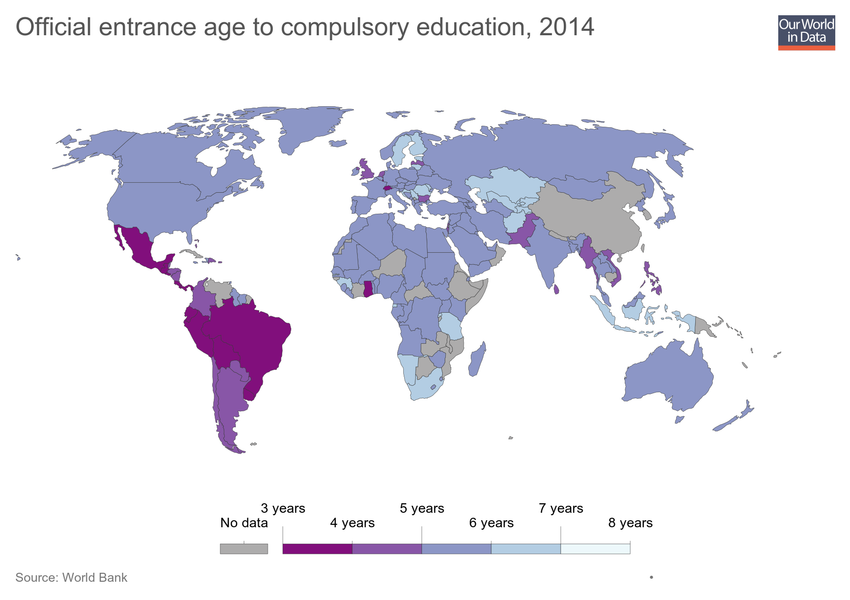 Official entrance age to compulsory education, 2014
Our World
in Data
3 years
5 years
7 years
No data
4 years
6 years
8 years
Source: World Bank